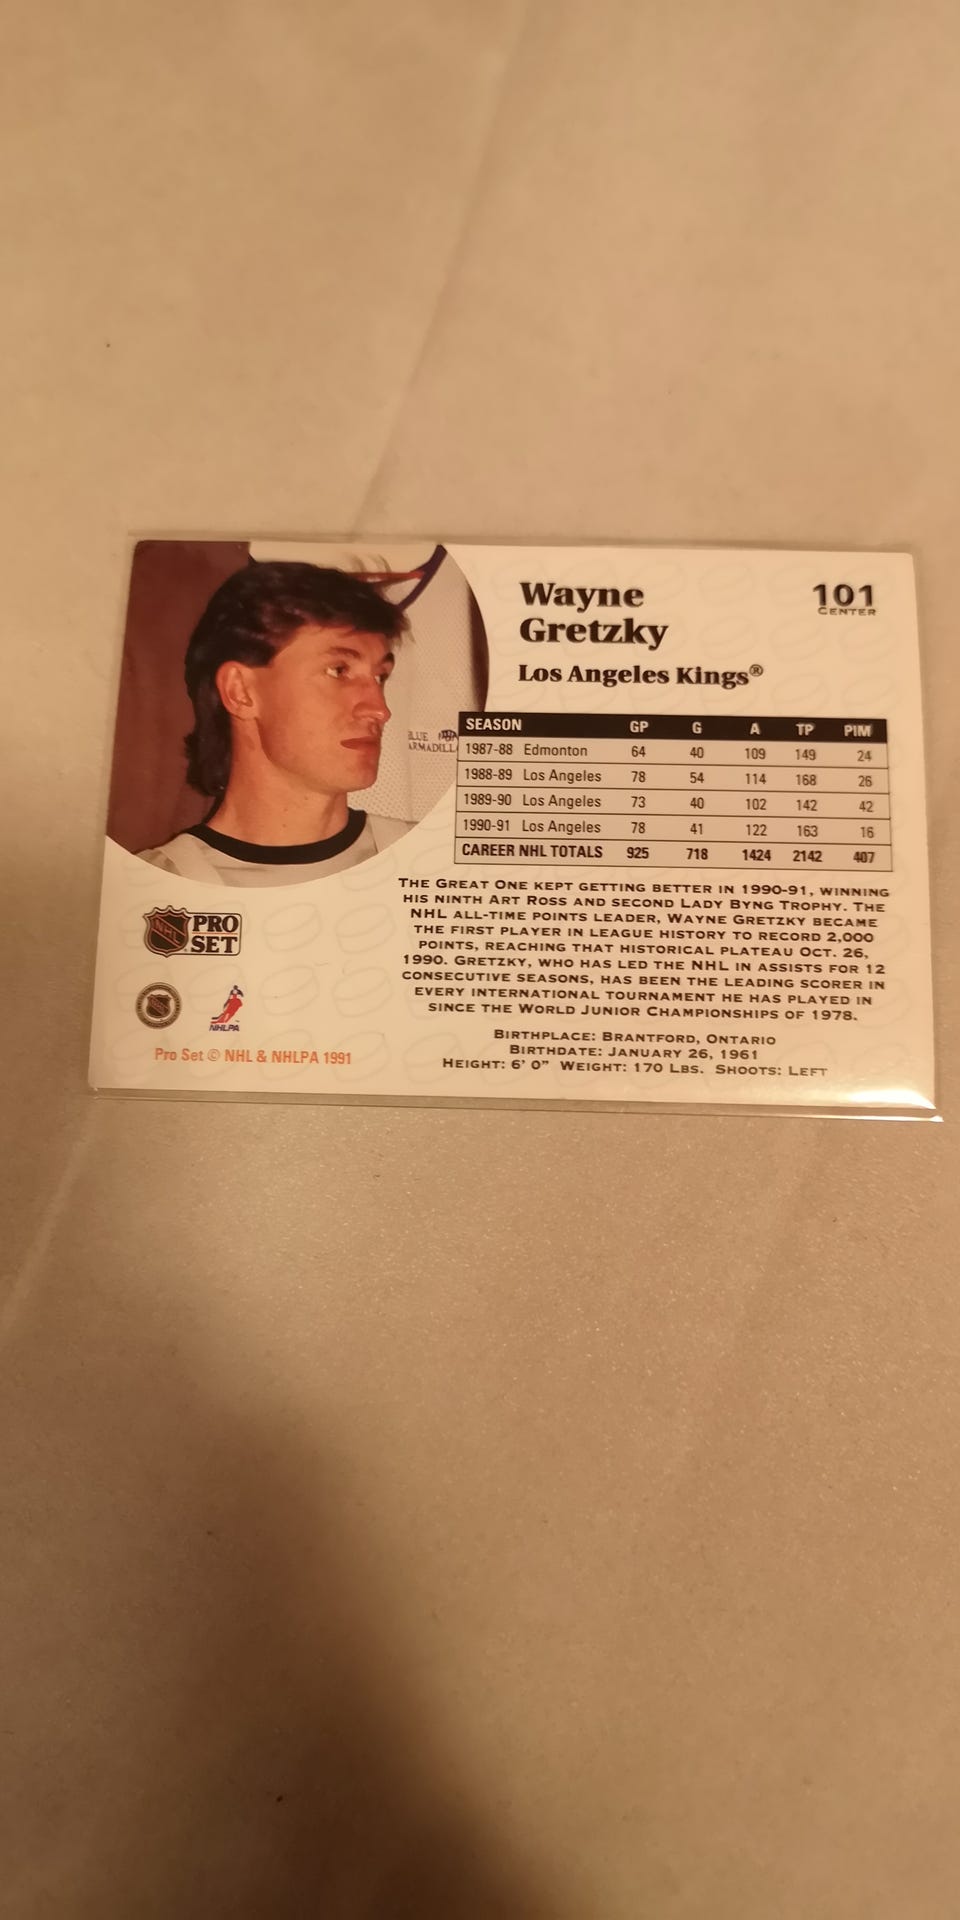 Wayne
Gretzky
Los Angeles Kings®
101
CENTER
SEASON GP G A TP PIM
1987-88 Edmonton 64 40 109 149 24
1988-89 Los Angeles 78 54 114 168 26
1989-90 Los Angeles 73 40 102 142 42
1990-91 Los Angeles 78 41 122 163 16
CAREER NHL TOTALS 925 718 1424 2142 407
BLUE
ARMADILL
THE GREAT ONE KEPT GETTING BETTER IN 1990-91, WINNING
HIS NINTH ART ROSS AND SECOND LADY BYNG TROPHY. THE
NHL ALL-TIME POINTS LEADER, WAYNE GRETZKY BECAME
THE FIRST PLAYER IN LEAGUE HISTORY TO RECORD 2,000
POINTS, REACHING THAT HISTORICAL PLATEAU OCT. 26,
1990. GRETZKY, WHO HAS LED THE NHL IN ASSISTS FOR 12
CONSECUTIVE SEASONS, HAS BEEN THE LEADING SCORER IN
EVERY INTERNATIONAL TOURNAMENT HE HAS PLAYED IN
SINCE THE WORLD JUNIOR CHAMPIONSHIPS OF 1978.
BIRTHPLACE: BRANTFORD, ONTARIO
BIRTHDATE: JANUARY 26, 1961
HEIGHT: 6' 0" WEIGHT: 170 LBS. SHOOTS: LEFT
NHL PRO
SET
NHLPA
Pro Set © NHL & NHLPA 1991